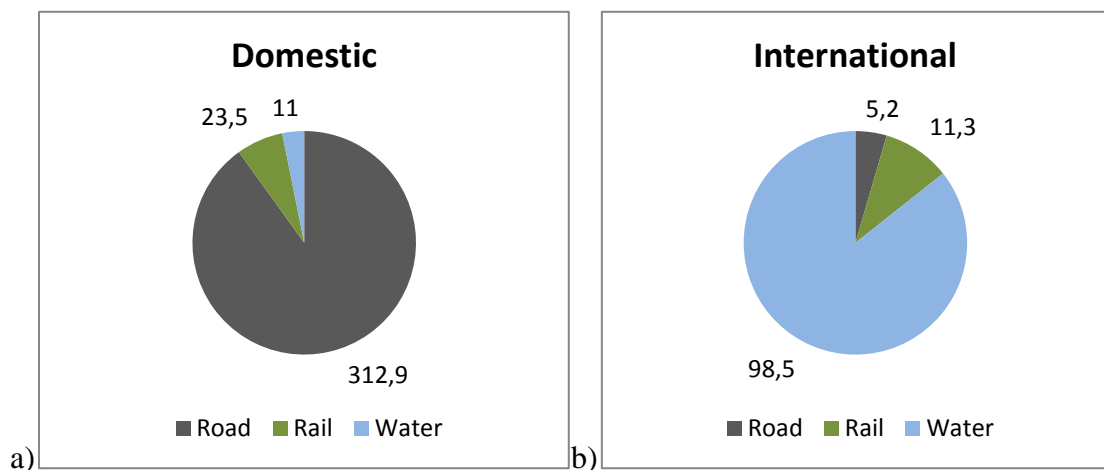 Domestic
23,5
11
312,9
Road Rail Water
a)
International
5,2
11,3
98,5
Road Rail Water
b)